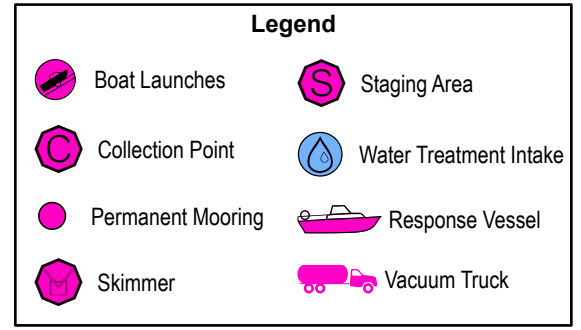 Legend
Boat Launches
S Staging Area
C Collection Point
Water Treatment Intake
Permanent Mooring
Response Vessel
Skimmer
Vacuum Truck